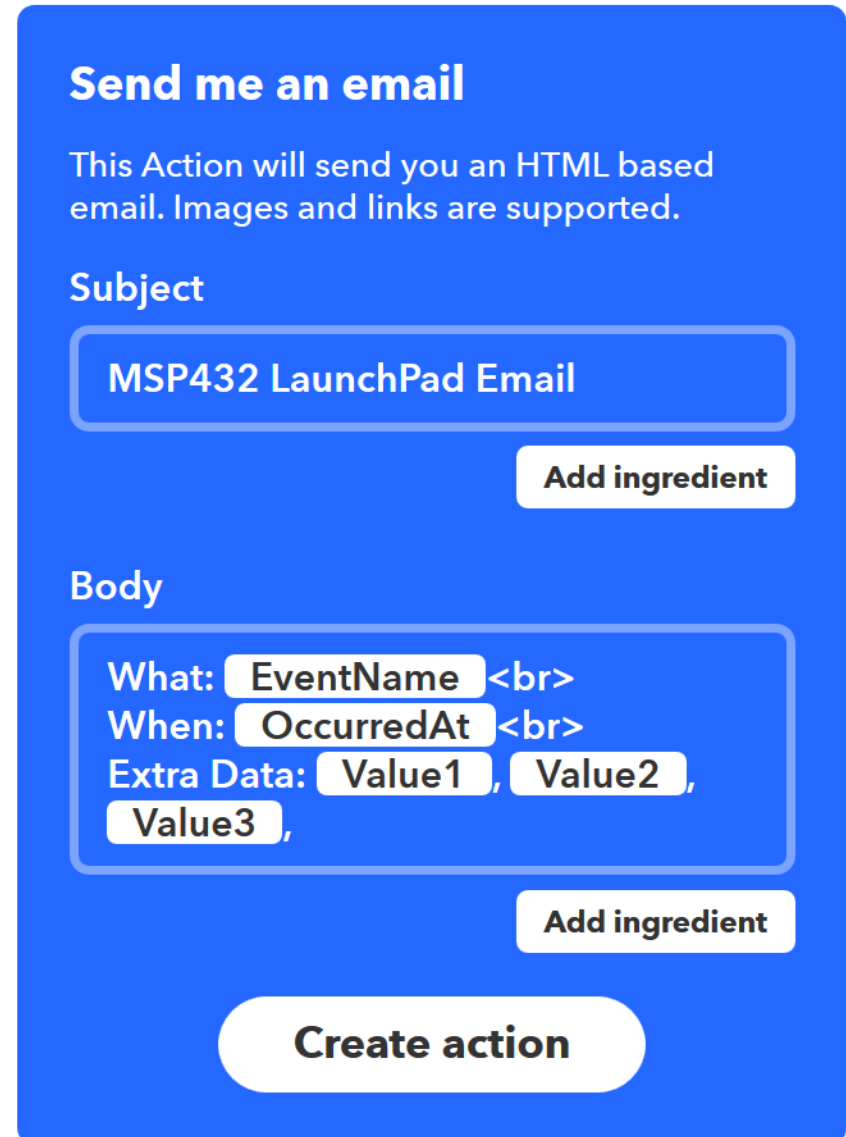 Send me an email
This Action will send you an HTML based
email. Images and links are supported.
Subject
MSP432 LaunchPad Email
Add ingredient
Body
What: EventName <br>
When: OccurredAt <br>
Extra Data: Value1 , Value2 ,
Value3 ,
Add ingredient
Create action